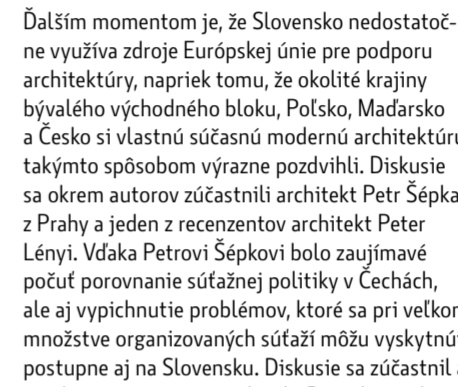 Ďalším momentom je, že Slovensko nedostatoč-
ne využíva zdroje Európskej únie pre podporu
architektúry, napriek tomu, že okolité krajiny
bývalého východného bloku, Poľsko, Maďarsko
a Česko si vlastnú súčasnú modernú architektúru
takýmto spôsobom výrazne pozdvihli. Diskusie
sa okrem autorov zúčastnili architekt Petr Šépka
z Prahy a jeden z recenzentov architekt Peter
Lényi. Vďaka Petrovi Šépkovi bolo zaujímavé
počuť porovnanie súťažnej politiky v Čechách,
ale aj vypichnutie problémov, ktoré sa pri
množstve organizovaných súťaží môžu
postupne aj na Slovensku. Diskusie sa zúčastnil